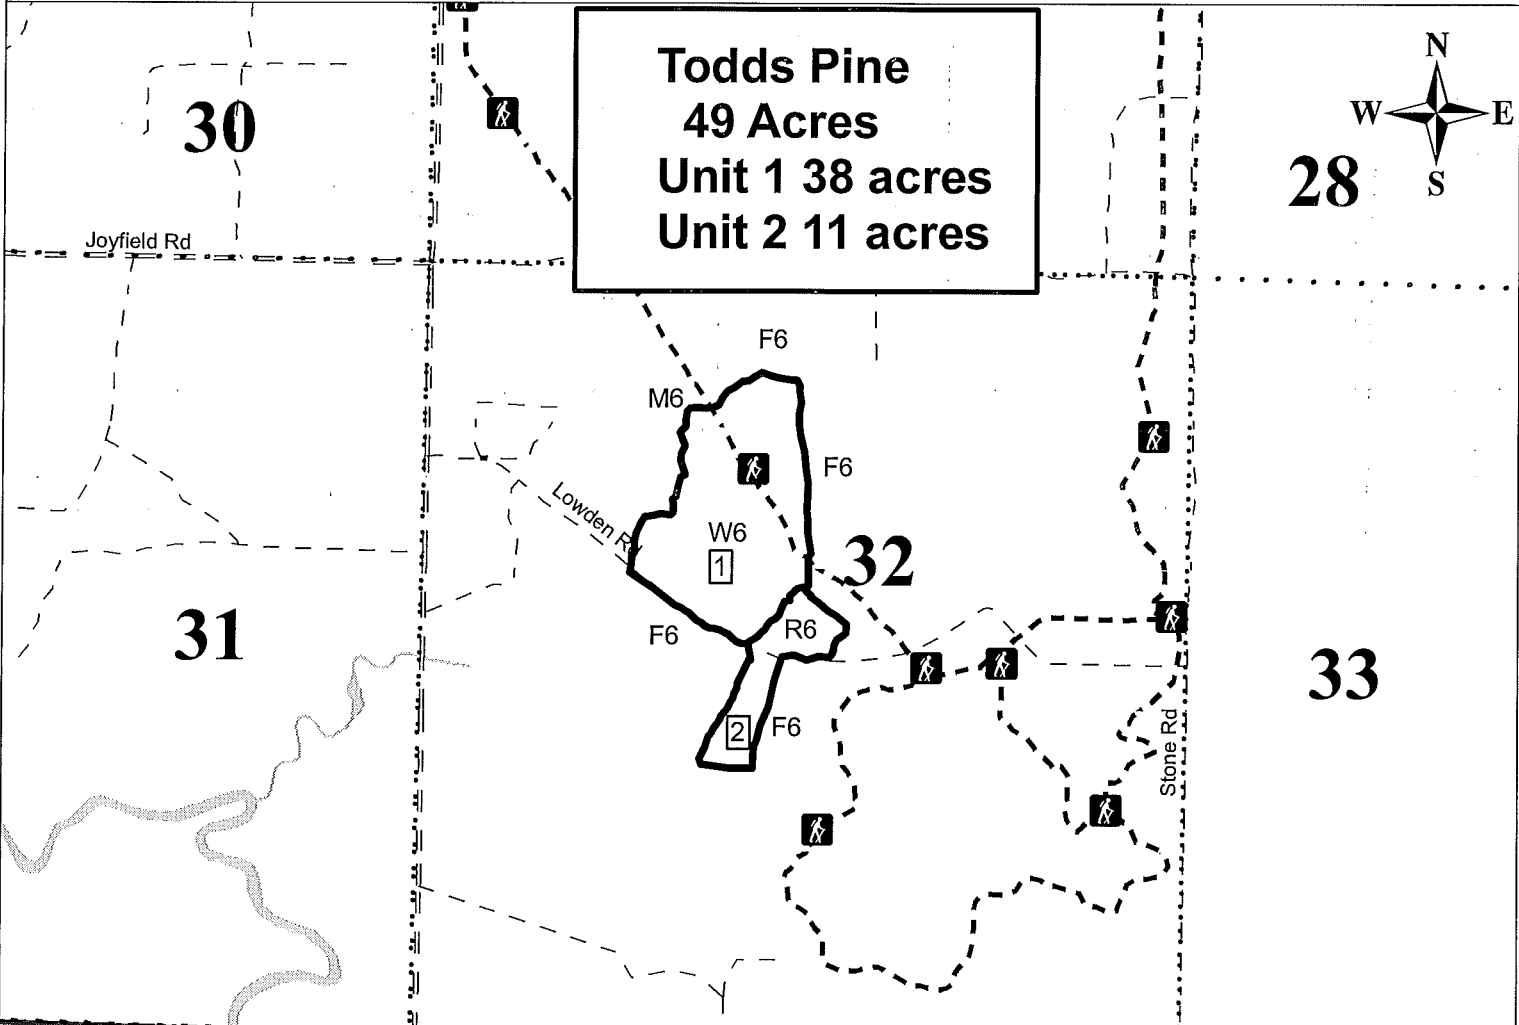 Todds Pine
49 Acres
Unit 1 38 acres
Unit 2 11 acres
N
W E
S
30
28
Joyfield Rd
F6
M6
F6
Lowden Rd
W6
1
32
31
F6
R6
33
2
F6
Stone Rd